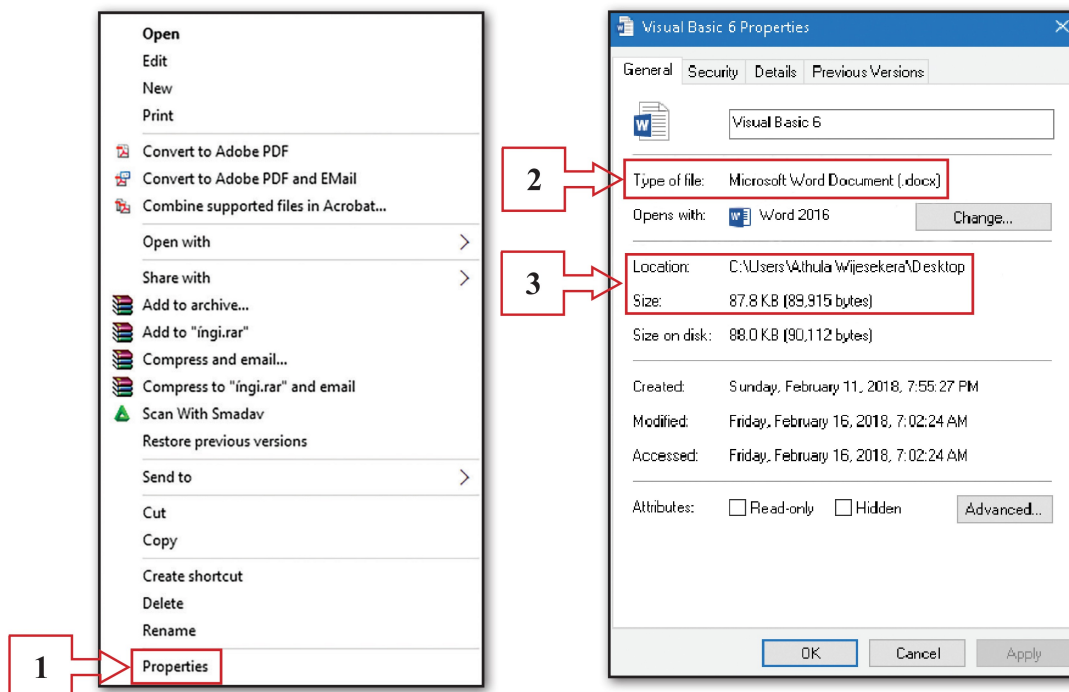 Open
Edit
New
Print
Convert to Adobe PDF
Convert to Adobe PDF and EMail
Combine supported files in Acrobat...
Open with
Share with
Add to archive...
Add to "íngi.rar"
Compress and email...
Compress to "íngi.rar" and email
Scan With Smadav
Restore previous versions
Send to
Cut
Copy
Create shortcut
Delete
Rename
1 Properties
Visual Basic 6 Properties
General Security Details Previous Versions
Visual Basic 6
2 Type of file: Microsoft Word Document (.docx)
Opens with: Word 2016 Change...
Location: C:\Users\Athula Wijesekera\Desktop
3
Size: 87.8 KB (89,915 bytes)
Size on disk: 88.0 KB (90,112 bytes)
Created: Sunday, February 11, 2018, 7:55:27 PM
Modified: Friday, February 16, 2018, 7:02:24 AM
Accessed: Friday, February 16, 2018, 7:02:24 AM
Attributes: Read-only Hidden Advanced...
OK Cancel Apply